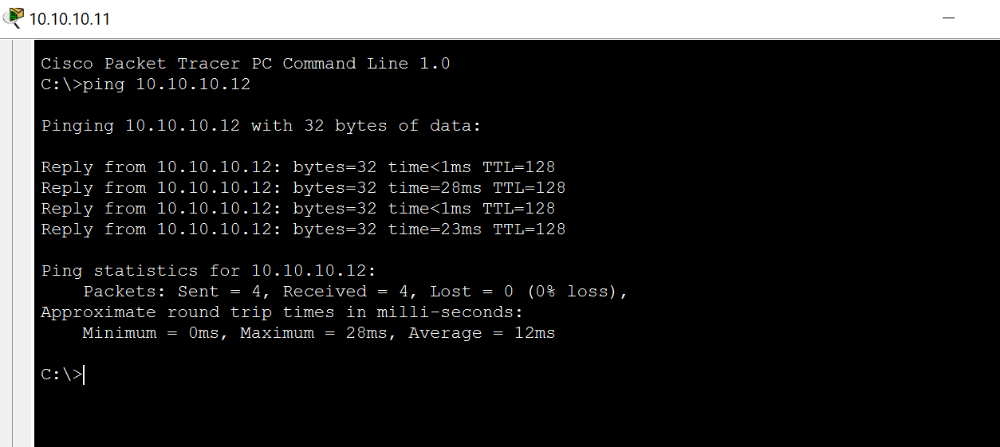 10.10.10.11
Cisco Packet Tracer PC Command Line 1.0
C:\>ping 10.10.10.12
Pinging 10.10.10.12 with 32 bytes of data:
Reply from 10.10.10.12: bytes=32 time<1ms TTL=128
Reply from 10.10.10.12: bytes=32 time=28ms TTL=128
Reply from 10.10.10.12: bytes=32 time<1ms TTL=128
Reply from 10.10.10.12: bytes=32 time=23ms TTL=128
Ping statistics for 10.10.10.12:
    Packets: Sent = 4, Received = 4, Lost = 0 (0% loss),
Approximate round trip times in milli-seconds:
    Minimum = 0ms, Maximum = 28ms, Average = 12ms
C:\>